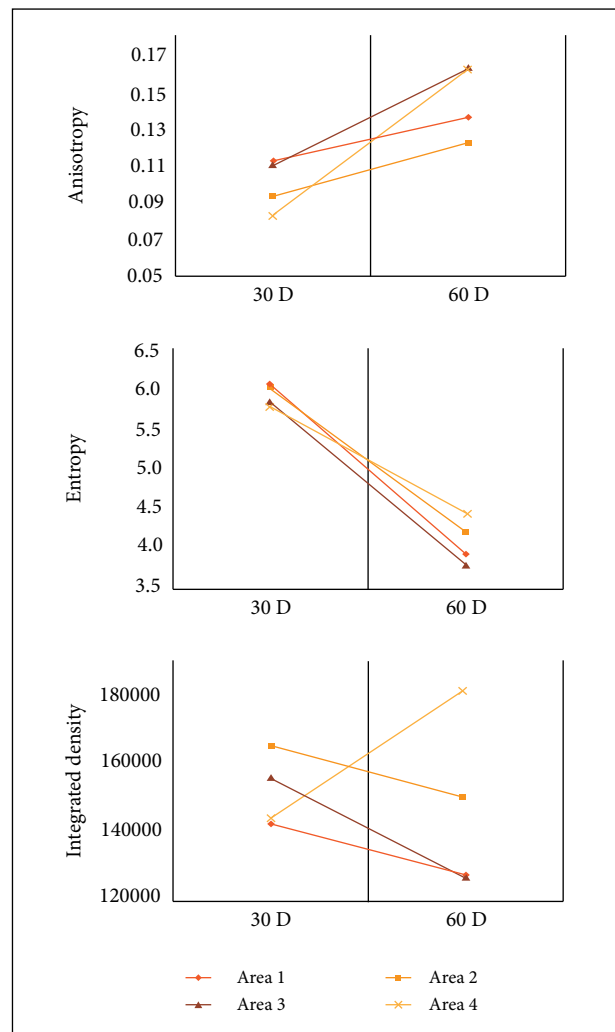 Anisotropy
0.17
0.15
0.13
0.11
0.09
0.07
0.05
30 D 60 D
Entropy
6.5
6.0
5.5
5.0
4.5
4.0
3.5
30 D 60 D
Integrated density
180000
160000
140000
120000
30 D 60 D
Area 1 Area 2
Area 3 Area 4